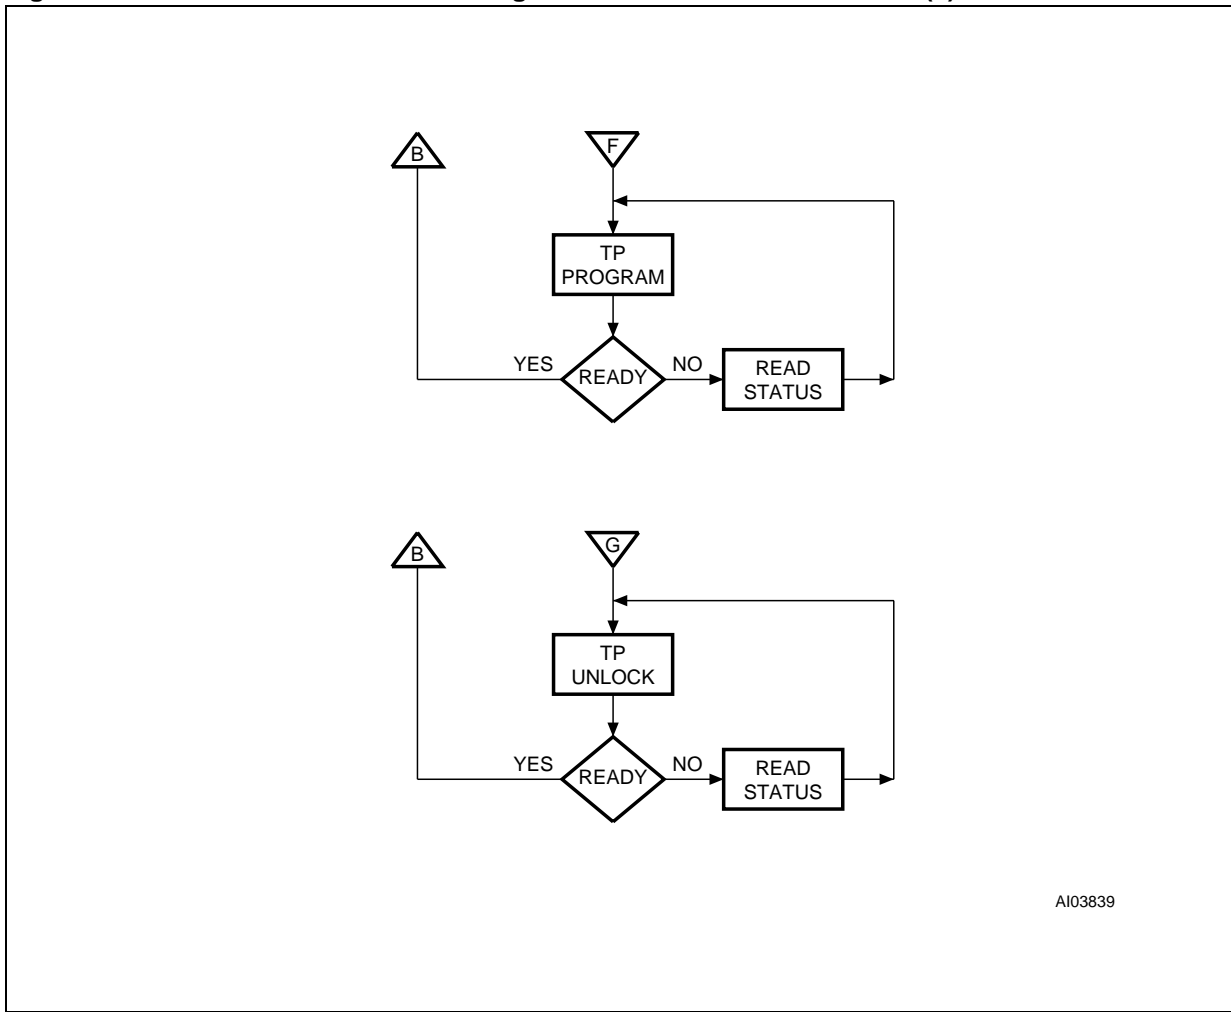 B
F
TP
PROGRAM
YES
READY
NO
READ
STATUS
B
G
TP
UNLOCK
YES
READY
NO
READ
STATUS
AI03839